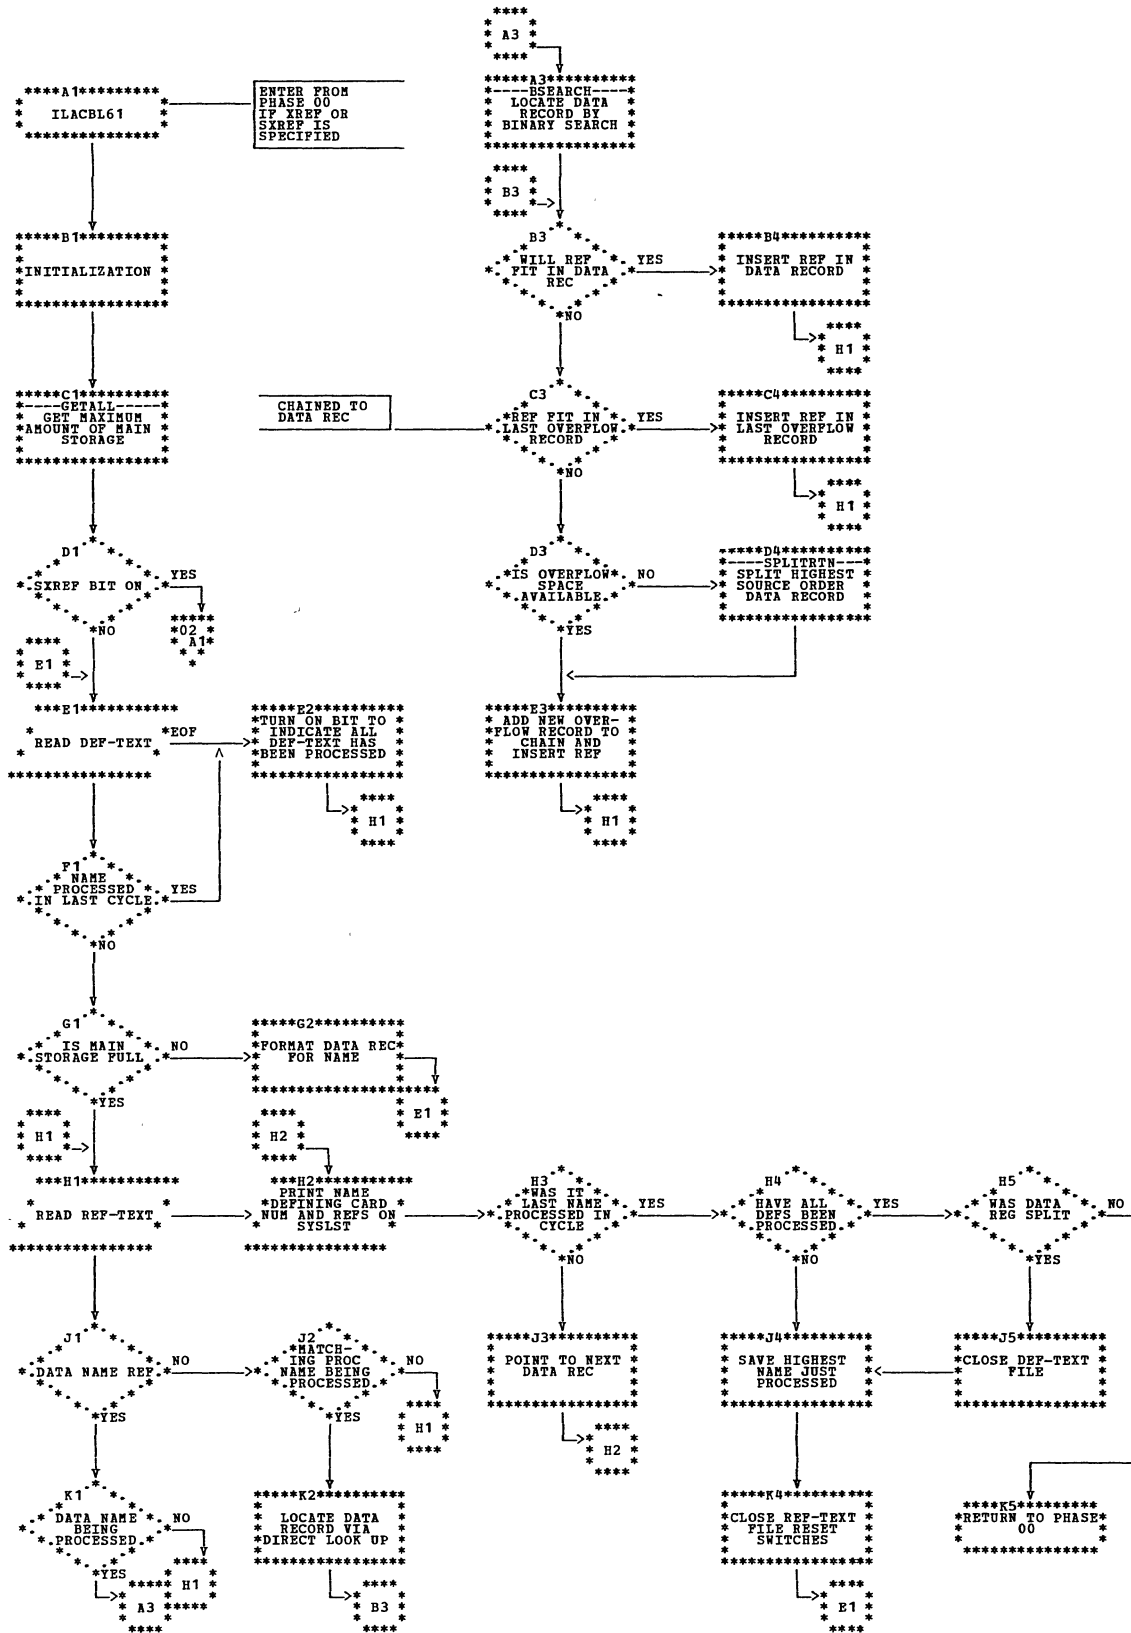 A3
A1
ILACBL61
ENTER FROM
PHASE 00
IF XREF OR
SXREF IS
SPECIFIED
A3
----BSEARCH----
LOCATE DATA
RECORD BY
BINARY SEARCH
B3
B1
INITIALIZATION
B3
WILL REF
FIT IN DATA
REC
YES
NO
B4
INSERT REF IN
DATA RECORD
H1
C1
----GETALL-----
GET MAXIMUM
AMOUNT OF MAIN
STORAGE
CHAINED TO
DATA REC
C3
REF FIT IN
LAST OVERFLOW
RECORD
YES
NO
C4
INSERT REF IN
LAST OVERFLOW
RECORD
H1
D1
SXREF BIT ON
YES
NO
02
A1
D3
IS OVERFLOW
SPACE
AVAILABLE
NO
YES
D4
----SPLITRTN---
SPLIT HIGHEST
SOURCE ORDER
DATA RECORD
E1
E1
READ DEF-TEXT
EOF
E2
TURN ON BIT TO
INDICATE ALL
DEF-TEXT HAS
BEEN PROCESSED
H1
E3
ADD NEW OVER-
FLOW RECORD TO
CHAIN AND
INSERT REF
H1
F1
NAME
PROCESSED
IN LAST CYCLE
YES
NO
G1
IS MAIN
STORAGE FULL
NO
YES
G2
FORMAT DATA REC
FOR NAME
E1
H1
H2
H1
READ REF-TEXT
H2
PRINT NAME
DEFINING CARD
NUM AND REFS ON
SYSLST
H3
WAS IT
LAST NAME
PROCESSED IN
CYCLE
YES
NO
H4
HAVE ALL
DEFS BEEN
PROCESSED
YES
NO
H5
WAS DATA
REG SPLIT
NO
YES
J1
DATA NAME REF
NO
YES
J2
MATCH-
ING PROC
NAME BEING
PROCESSED
NO
YES
H1
J3
POINT TO NEXT
DATA REC
H2
J4
SAVE HIGHEST
NAME JUST
PROCESSED
J5
CLOSE DEF-TEXT
FILE
K1
DATA NAME
BEING
PROCESSED
NO
YES
H1
A3
K2
LOCATE DATA
RECORD VIA
DIRECT LOOK UP
B3
K4
CLOSE REF-TEXT
FILE RESET
SWITCHES
E1
K5
RETURN TO PHASE
00